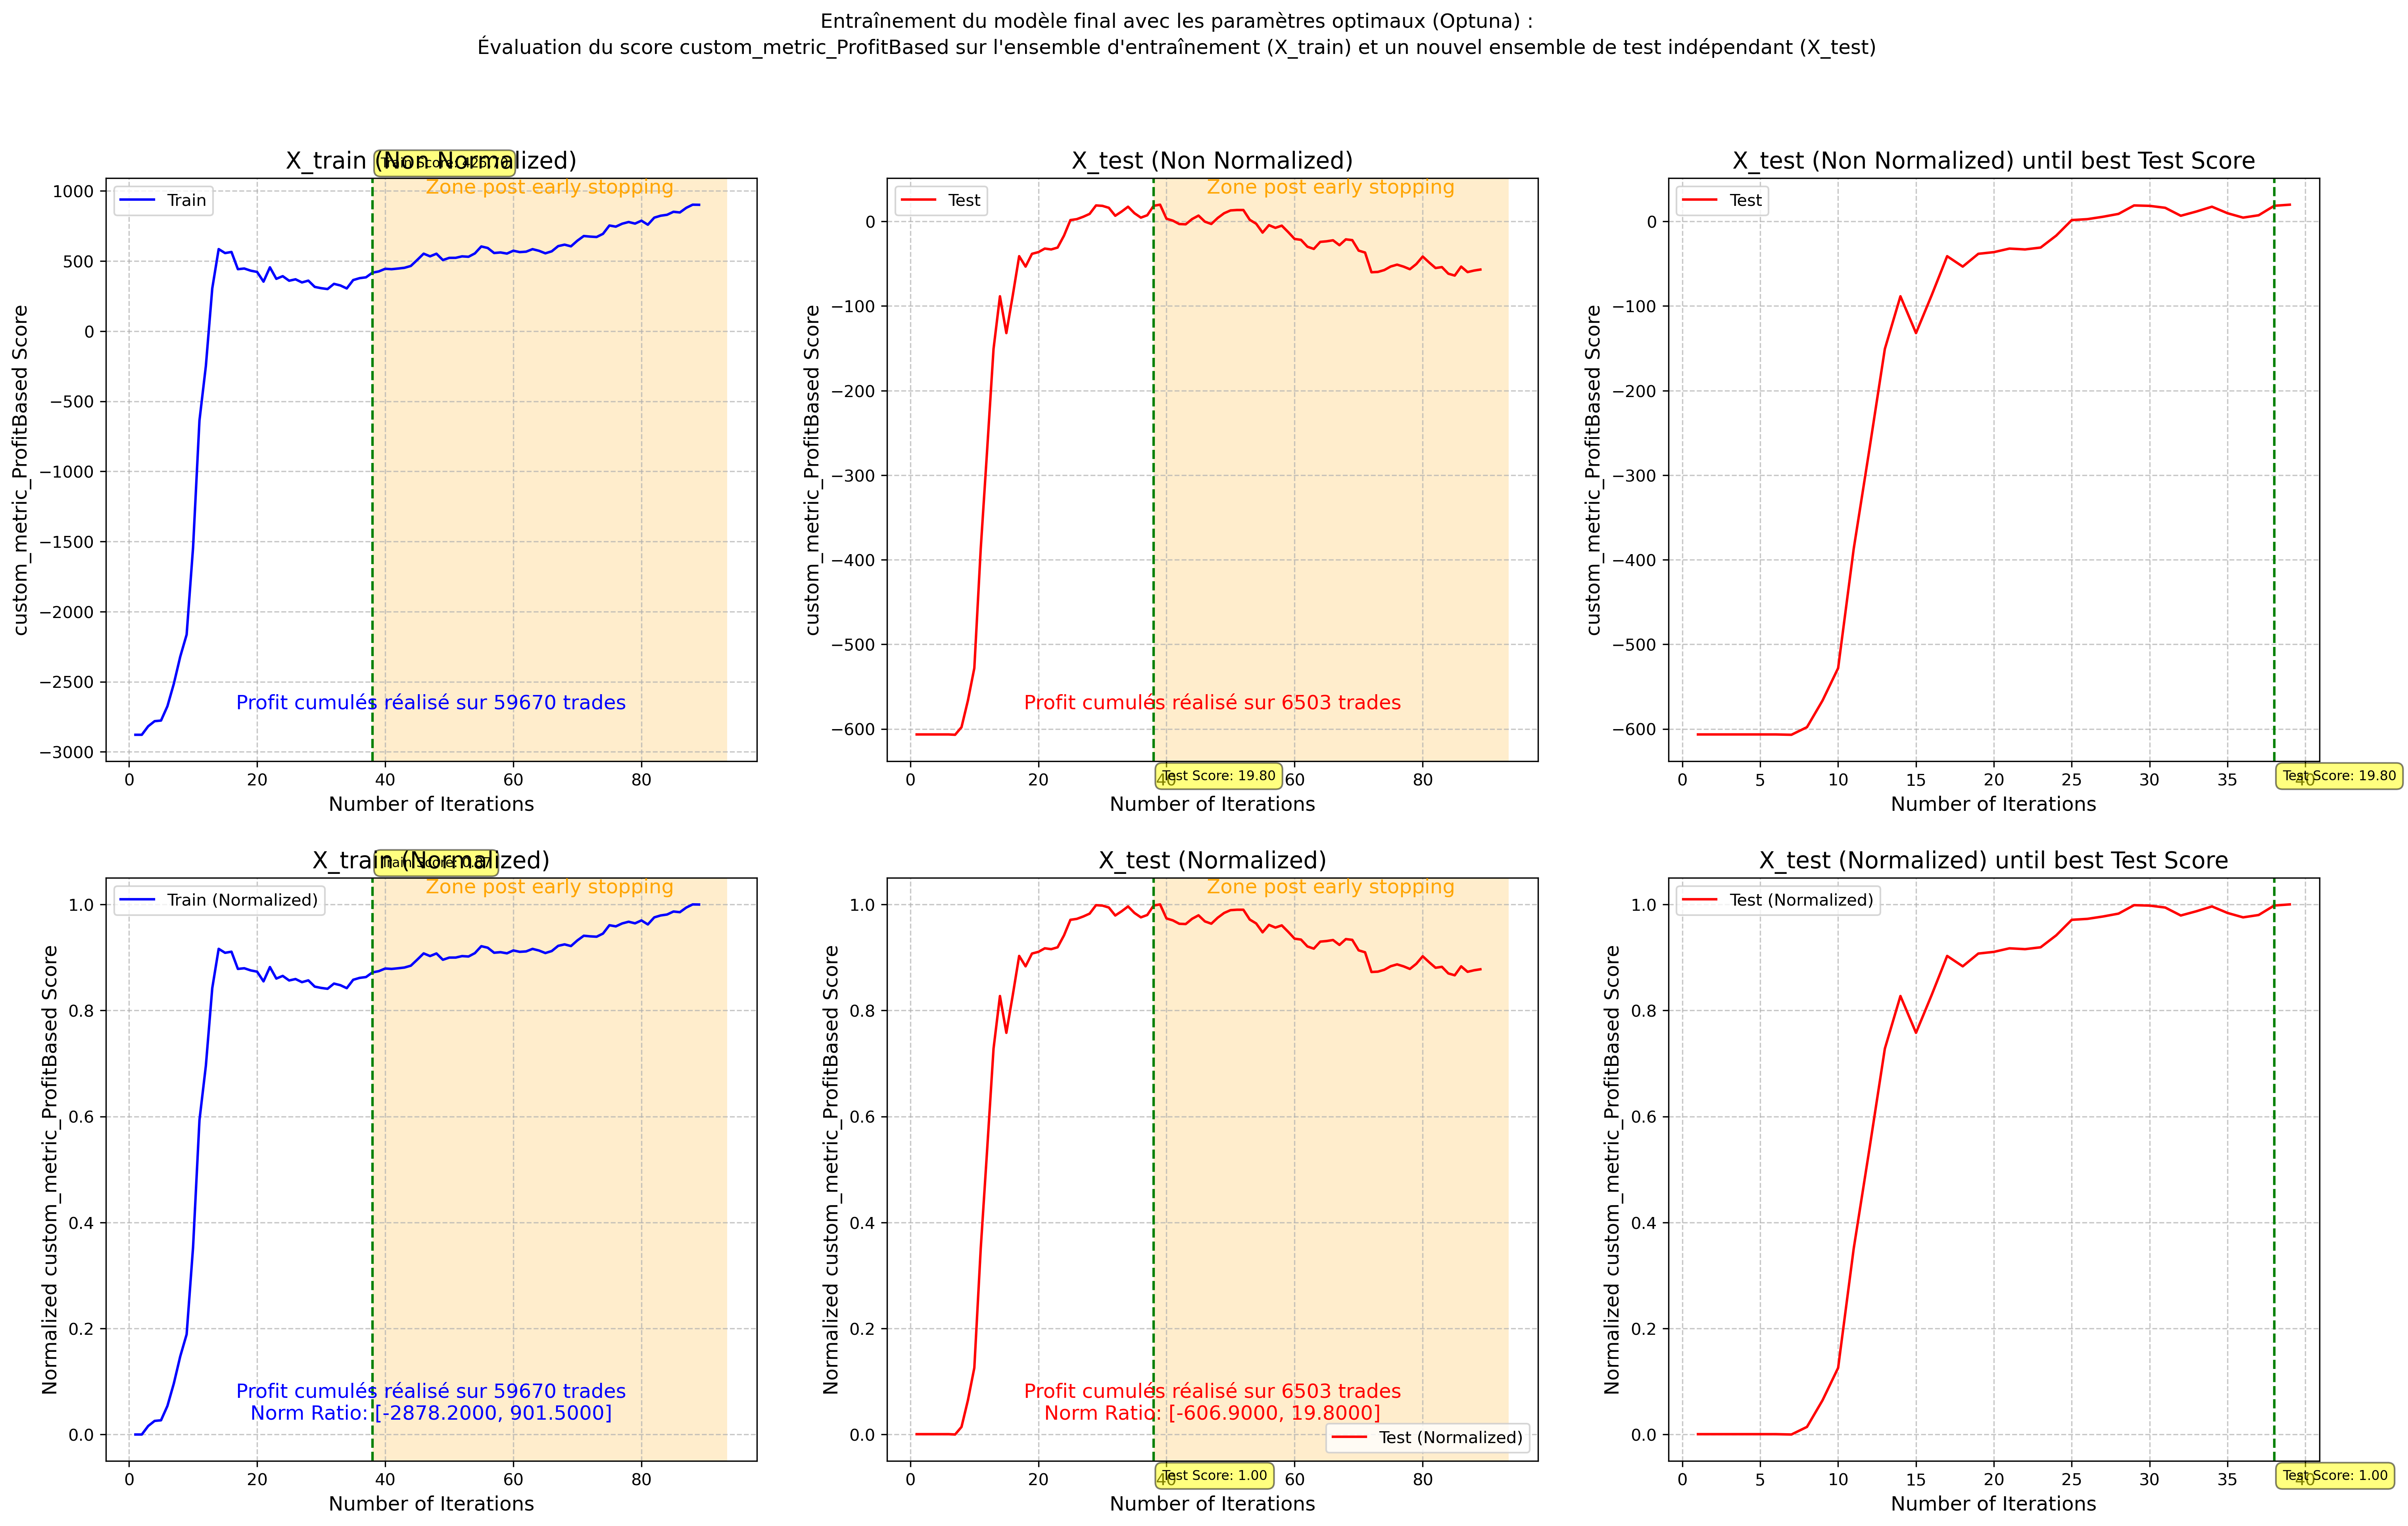 Entraînement du modèle final avec les paramètres optimaux (Optuna) :
Évaluation du score custom_metric_ProfitBased sur l'ensemble d'entraînement (X_train) et un nouvel ensemble de test indépendant (X_test)
X_train (Non Normalized)
Zone post early stopping
Train
1000
500
0
−500
−1000
−1500
−2000
−2500
−3000
custom_metric_ProfitBased Score
Profit cumulés réalisé sur 59670 trades
0 20 40 60 80
Number of Iterations
X_test (Non Normalized)
Zone post early stopping
Test
0
−100
−200
−300
−400
−500
−600
custom_metric_ProfitBased Score
Profit cumulés réalisé sur 6503 trades
0 20 40 60 80
Test Score: 19.80
Number of Iterations
X_test (Non Normalized) until best Test Score
Test
0
−100
−200
−300
−400
−500
−600
custom_metric_ProfitBased Score
0 5 10 15 20 25 30 35 40
Test Score: 19.80
Number of Iterations
X_train (Normalized)
Zone post early stopping
Train (Normalized)
1.0
0.8
0.6
0.4
0.2
0.0
Normalized custom_metric_ProfitBased Score
Profit cumulés réalisé sur 59670 trades
Norm Ratio: [-2878.2000, 901.5000]
0 20 40 60 80
Number of Iterations
X_test (Normalized)
Zone post early stopping
1.0
0.8
0.6
0.4
0.2
0.0
Normalized custom_metric_ProfitBased Score
Profit cumulés réalisé sur 6503 trades
Norm Ratio: [-606.9000, 19.8000]
Test (Normalized)
0 20 40 60 80
Test Score: 1.00
Number of Iterations
X_test (Normalized) until best Test Score
Test (Normalized)
1.0
0.8
0.6
0.4
0.2
0.0
Normalized custom_metric_ProfitBased Score
0 5 10 15 20 25 30 35 40
Test Score: 1.00
Number of Iterations